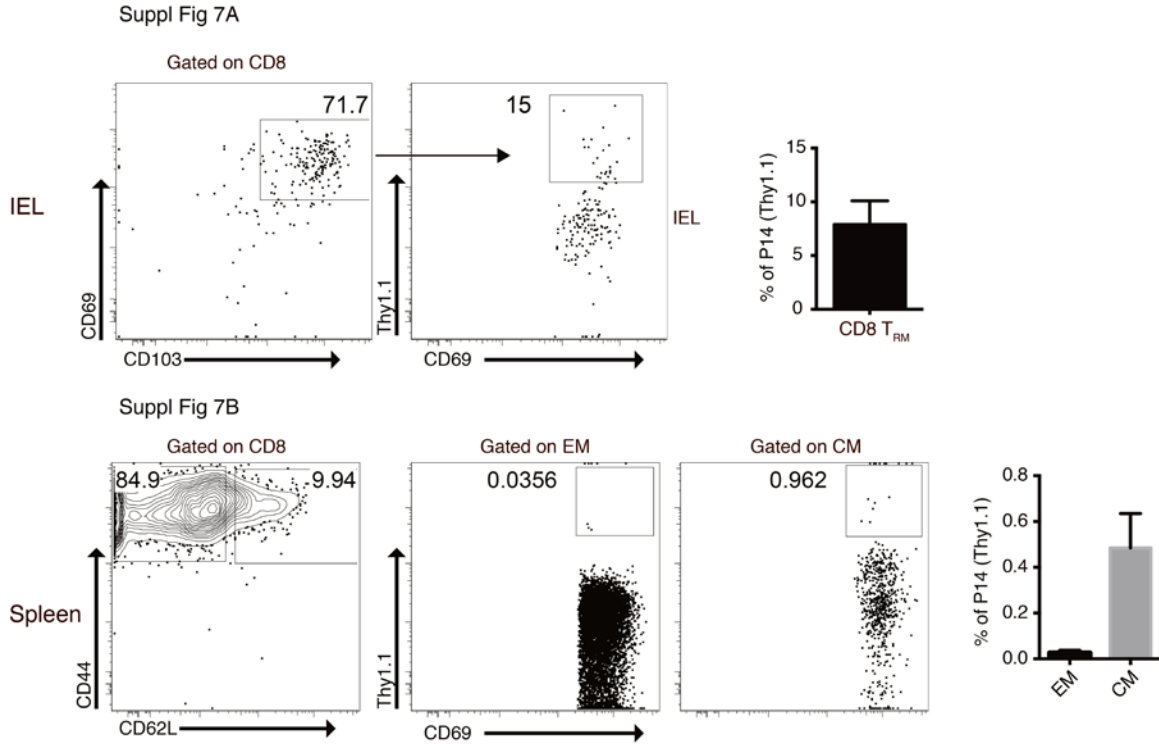 Suppl Fig 7A
Gated on CD8
71.7
15
IEL
CD69
CD103
Thy1.1
CD69
IEL
% of P14 (Thy1.1)
15
10
5
0
CD8 TRM
Suppl Fig 7B
Gated on CD8
Gated on EM
Gated on CM
84.9
9.94
0.0356
0.962
Spleen
CD44
CD62L
Thy1.1
CD69
% of P14 (Thy1.1)
0.8
0.6
0.4
0.2
0.0
EM
CM